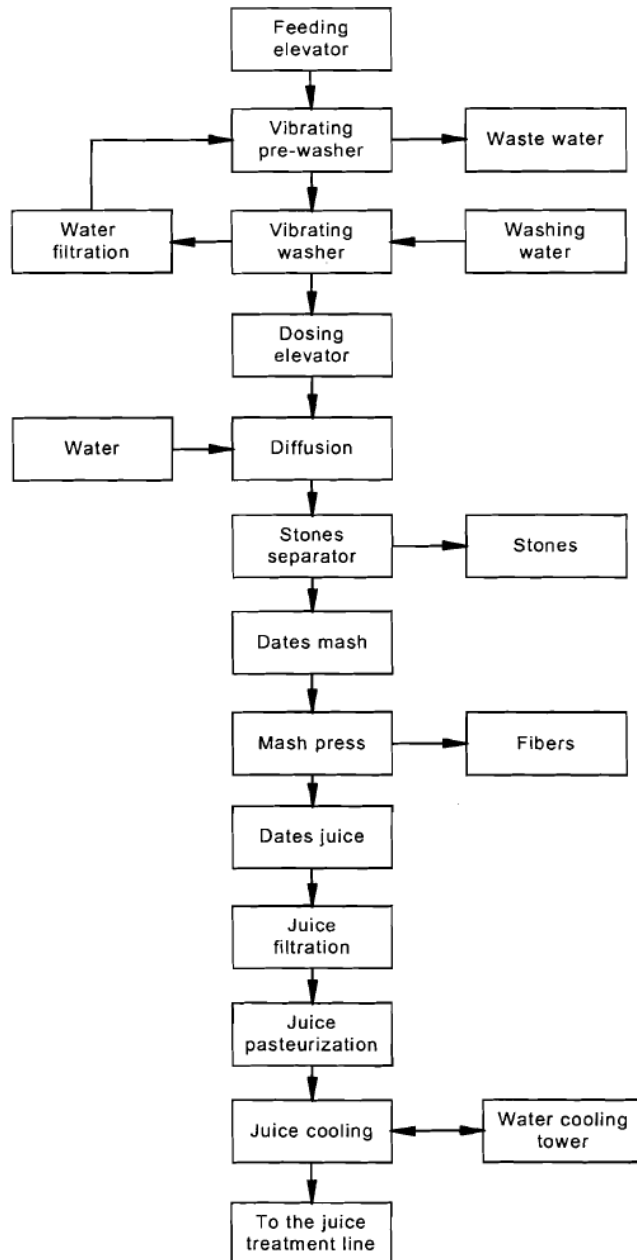 Feeding
elevator
Vibrating
pre-washer
Waste water
Water
filtration
Vibrating
washer
Washing
water
Dosing
elevator
Water
Diffusion
Stones
separator
Stones
Dates mash
Mash press
Fibers
Dates juice
Juice
filtration
Juice
pasteurization
Juice cooling
Water cooling
tower
To the juice
treatment line